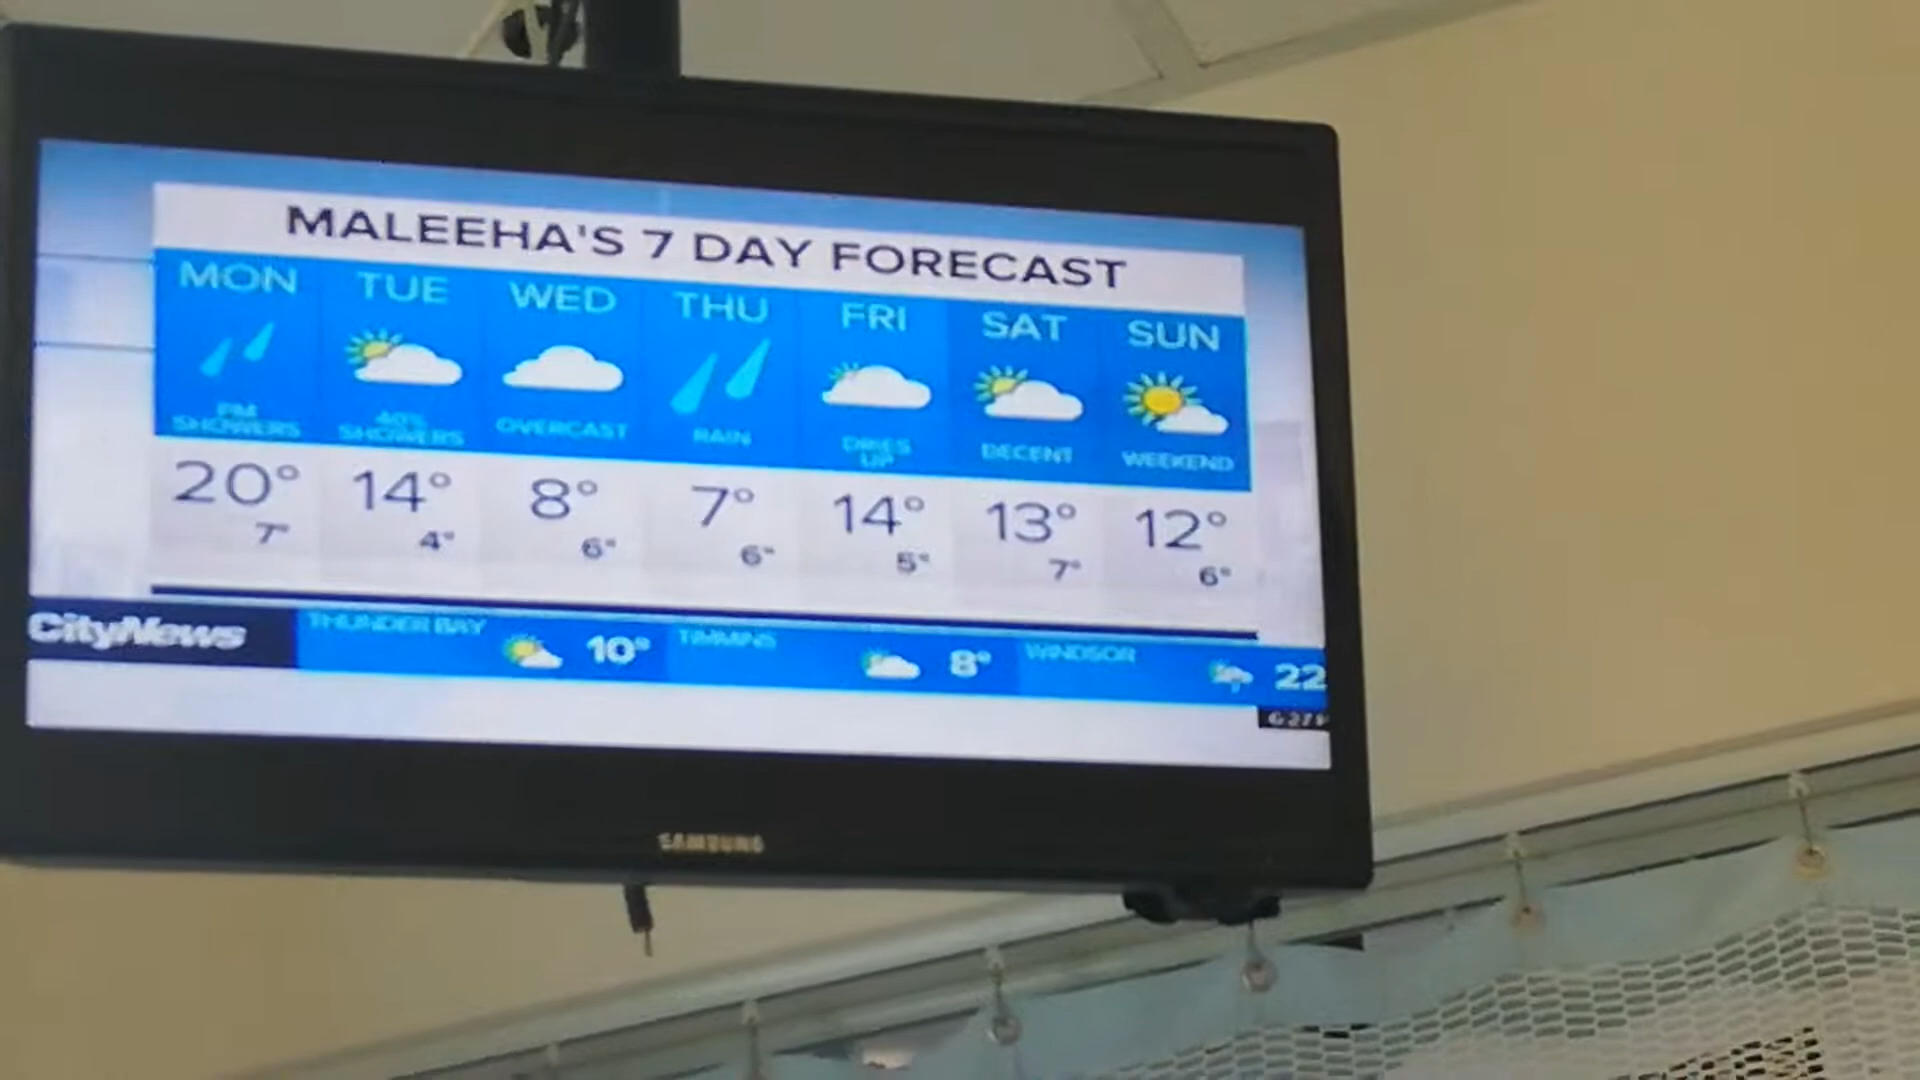 MALEEHA'S 7 DAY FORECAST
MON TUE WED THU FRI SAT SUN
PM SHOWERS
40% SHOWERS
OVERCAST
RAIN
DRIES UP
DECENT
WEEKEND
20° 14° 8° 7° 14° 13° 12°
7° 4° 6° 6° 5° 7° 6°
CityNews THUNDER BAY 10° TIMMINS 8° WINDSOR 22
SAMSUNG